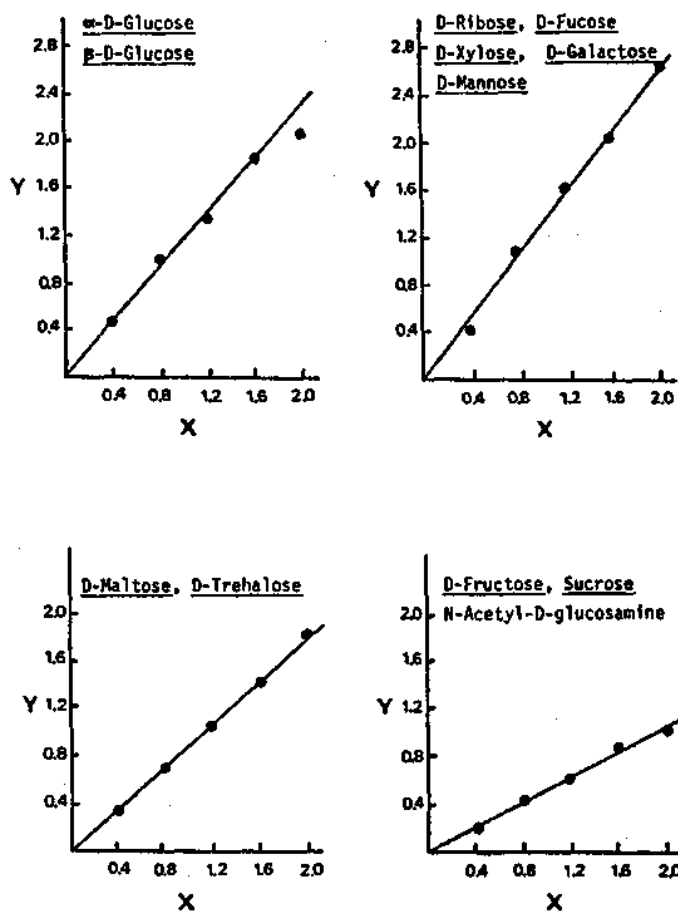 α-D-Glucose
β-D-Glucose
2.8
2.4
2.0
Y
1.6
1.2
0.8
0.4
0.4 0.8 1.2 1.6 2.0
X
D-Ribose, D-Fucose
D-Xylose, D-Galactose
D-Mannose
2.8
2.6
2.0
Y
1.6
1.2
0.8
0.4
0.4 0.8 1.2 1.6 2.0
X
D-Maltose, D-Trehalose
2.0
1.6
Y
1.2
0.8
0.4
0.4 0.8 1.2 1.6 2.0
X
D-Fructose, Sucrose
N-Acetyl-D-glucosamine
2.0
1.6
Y
1.2
0.8
0.4
0.4 0.8 1.2 1.6 2.0
X